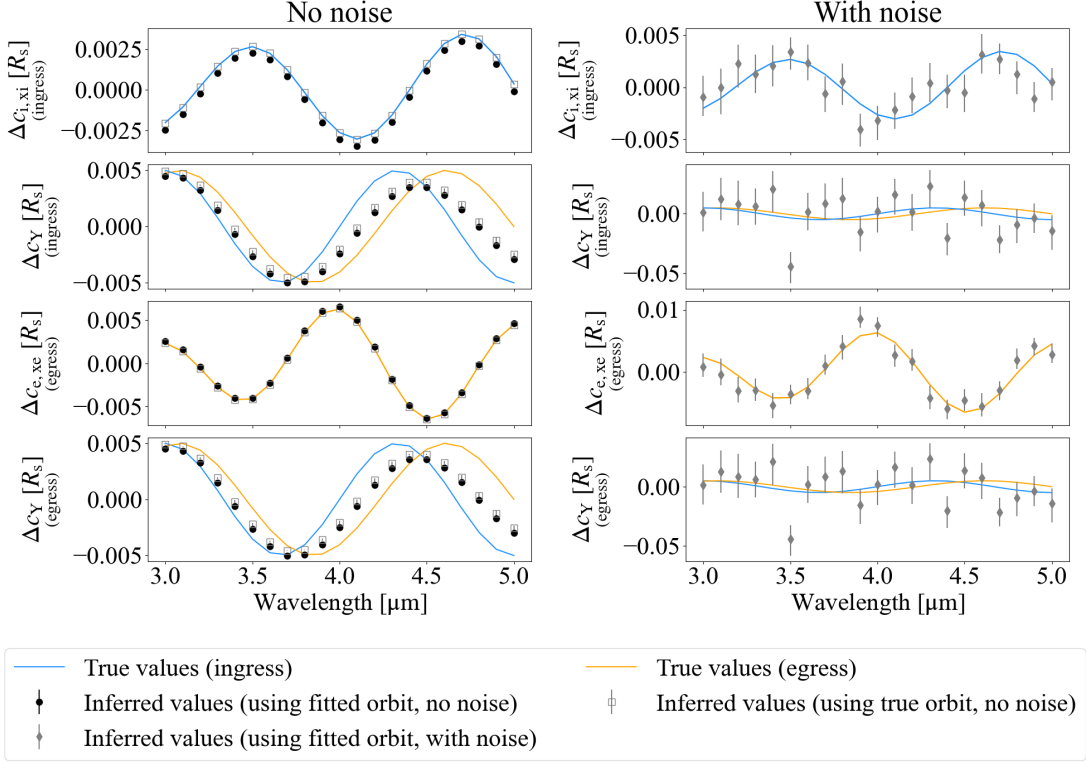 No noise
With noise
Δc_i, xi [R_s]
(ingress)
0.0025
0.0000
−0.0025
Δc_i, xi [R_s]
(ingress)
0.005
0.000
−0.005
Δc_Y [R_s]
(ingress)
0.005
0.000
−0.005
Δc_Y [R_s]
(ingress)
0.00
−0.05
Δc_e, xe [R_s]
(egress)
0.005
0.000
−0.005
Δc_e, xe [R_s]
(egress)
0.01
0.00
Δc_Y [R_s]
(egress)
0.005
0.000
−0.005
Δc_Y [R_s]
(egress)
0.00
−0.05
3.0 3.5 4.0 4.5 5.0
Wavelength [µm]
3.0 3.5 4.0 4.5 5.0
Wavelength [µm]
True values (ingress)
True values (egress)
Inferred values (using fitted orbit, no noise)
Inferred values (using true orbit, no noise)
Inferred values (using fitted orbit, with noise)